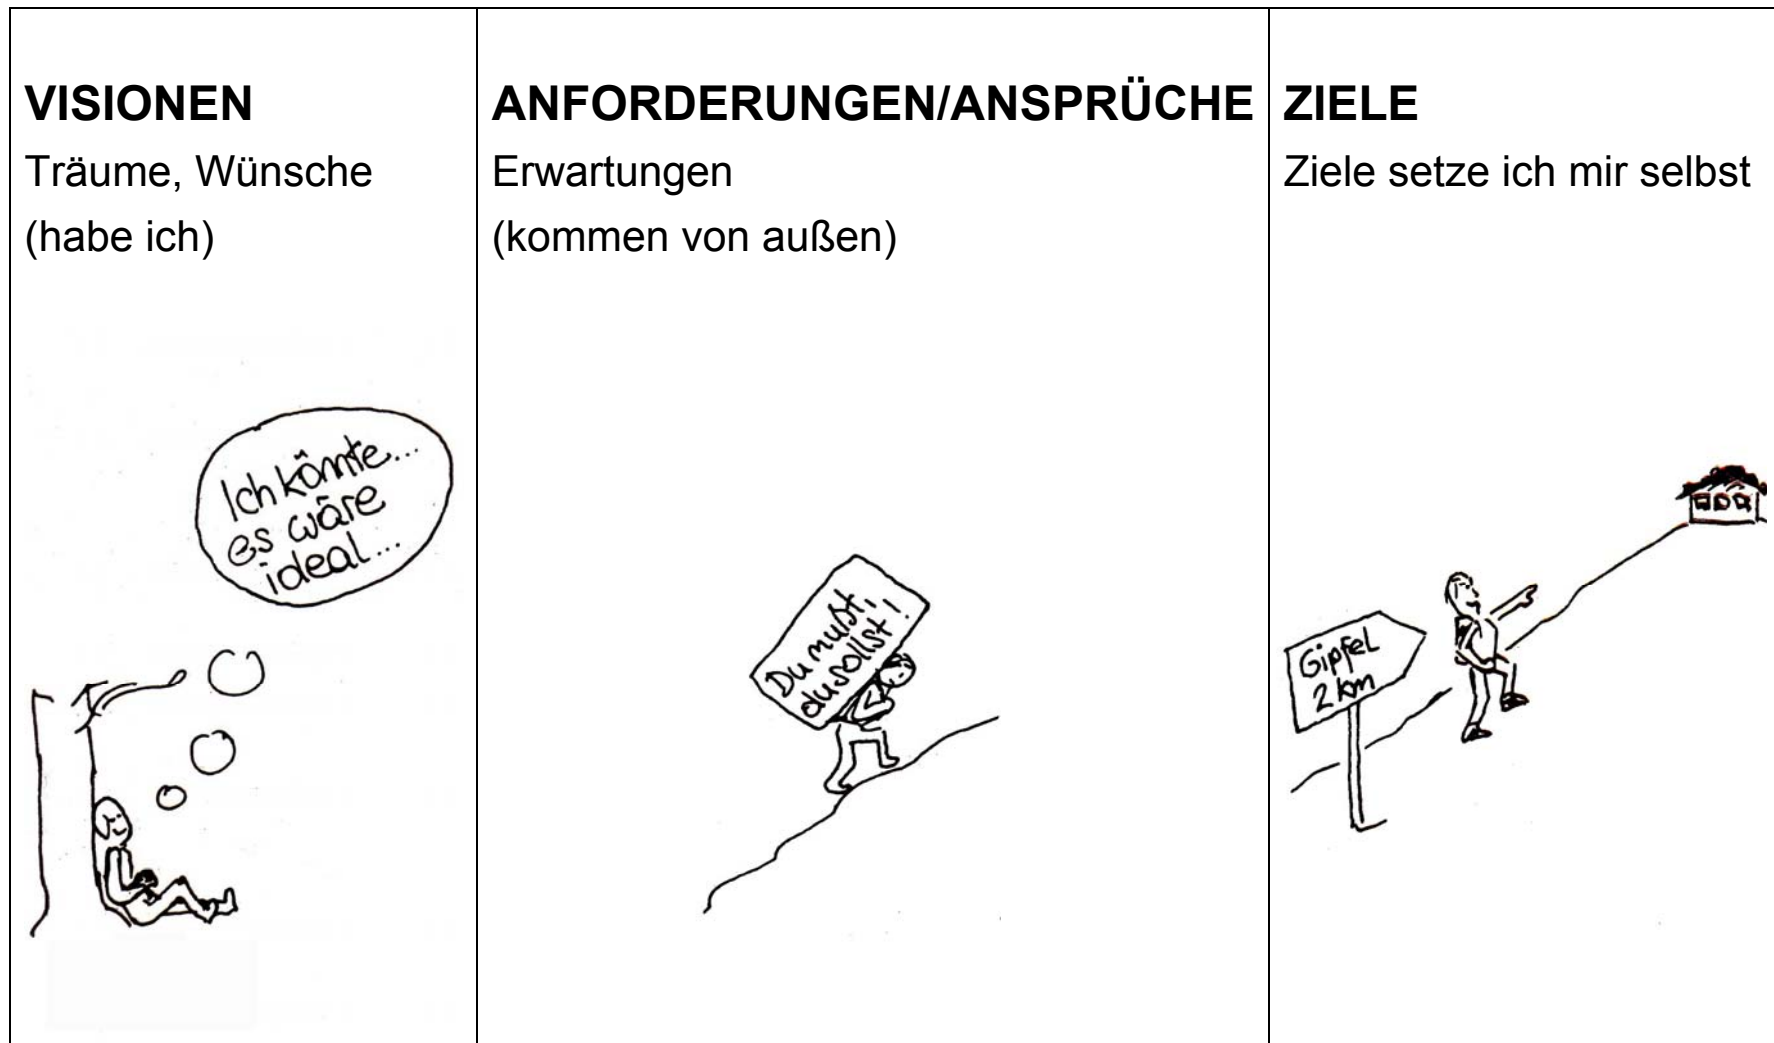 VISIONEN
Träume, Wünsche
(habe ich)
Ich könnte...
es wäre
ideal...
ANFORDERUNGEN/ANSPRÜCHE
Erwartungen
(kommen von außen)
Du mußt,
du sollst!!
ZIELE
Ziele setze ich mir selbst
Gipfel
2 km